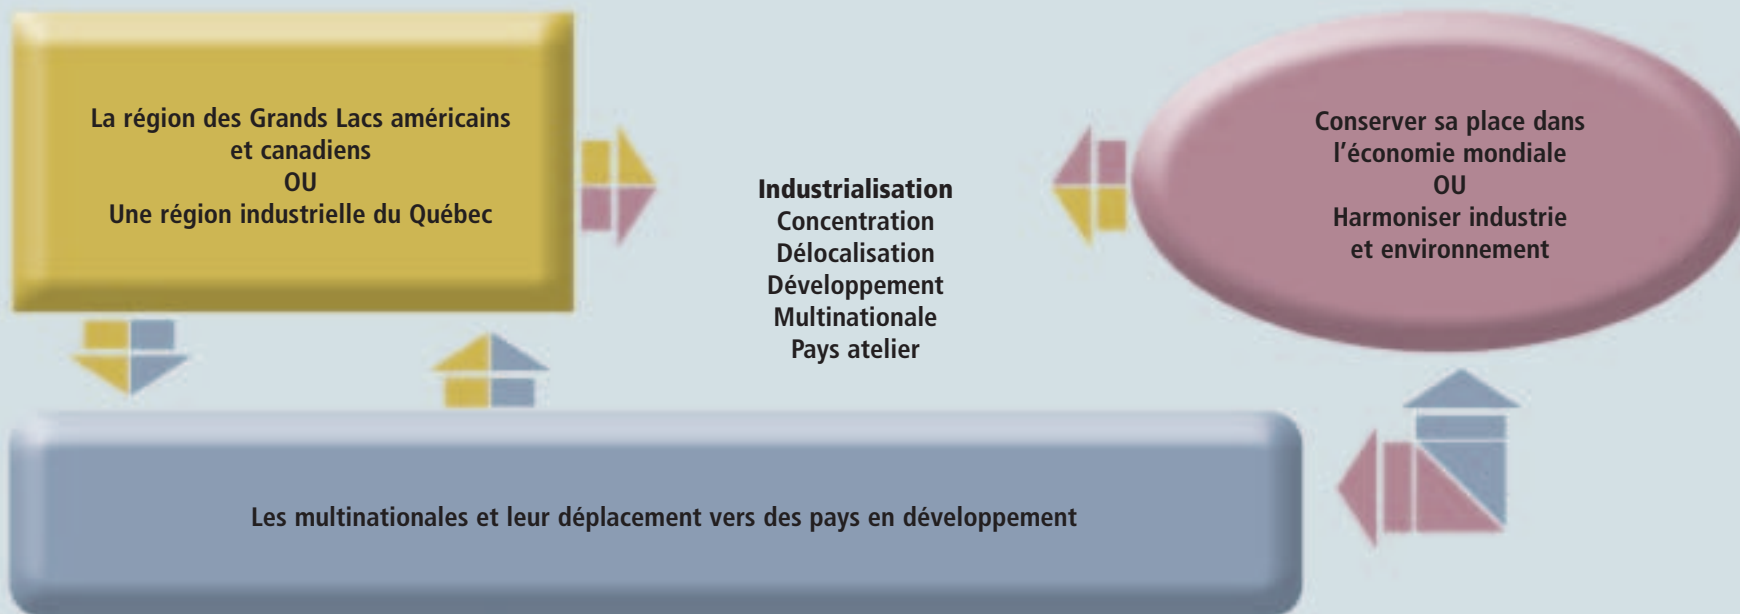 La région des Grands Lacs américains
et canadiens
OU
Une région industrielle du Québec
Industrialisation
Concentration
Délocalisation
Développement
Multinationale
Pays atelier
Conserver sa place dans
l'économie mondiale
OU
Harmoniser industrie
et environnement
Les multinationales et leur déplacement vers des pays en développement